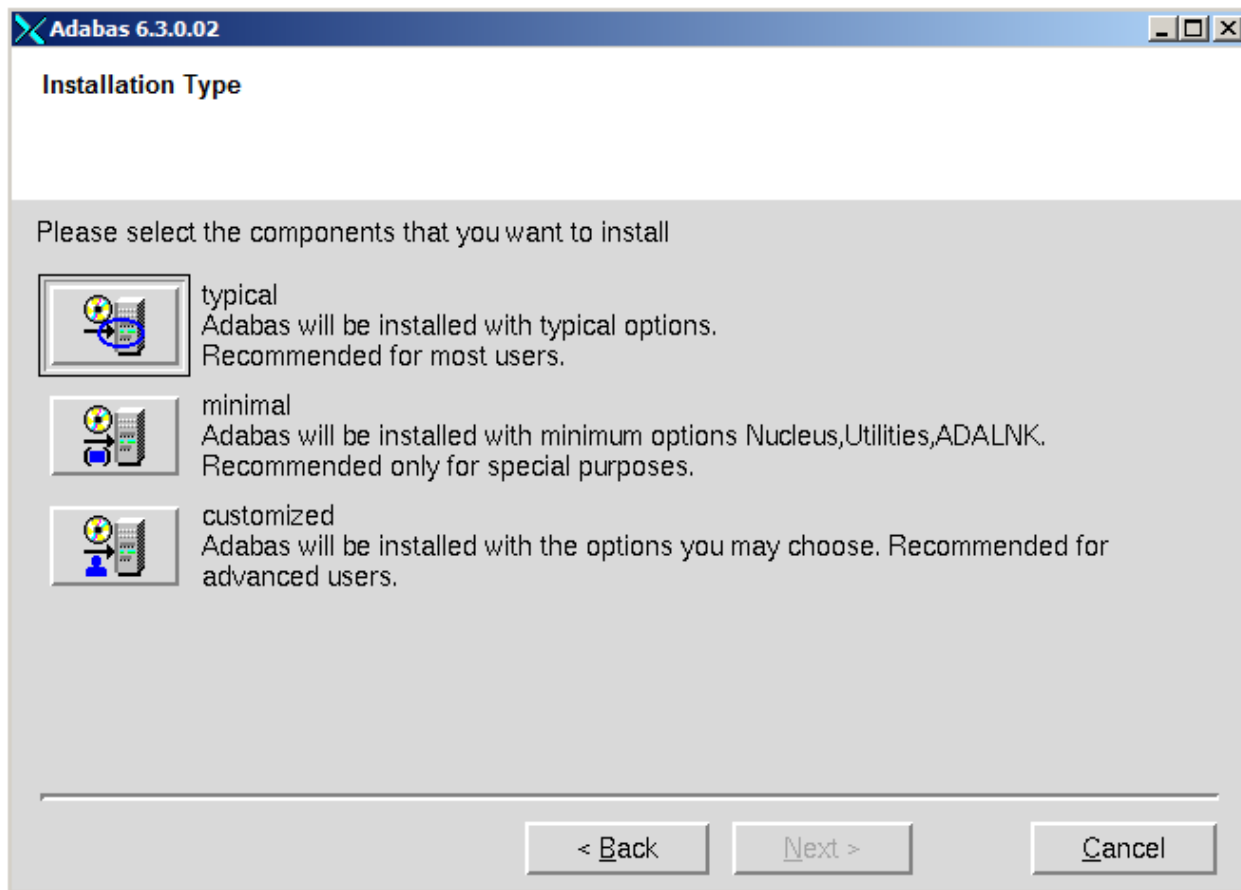 Adabas 6.3.0.02
Installation Type
Please select the components that you want to install
typical
Adabas will be installed with typical options.
Recommended for most users.
minimal
Adabas will be installed with minimum options Nucleus,Utilities,ADALNK.
Recommended only for special purposes.
customized
Adabas will be installed with the options you may choose. Recommended for
advanced users.
< Back
Next >
Cancel